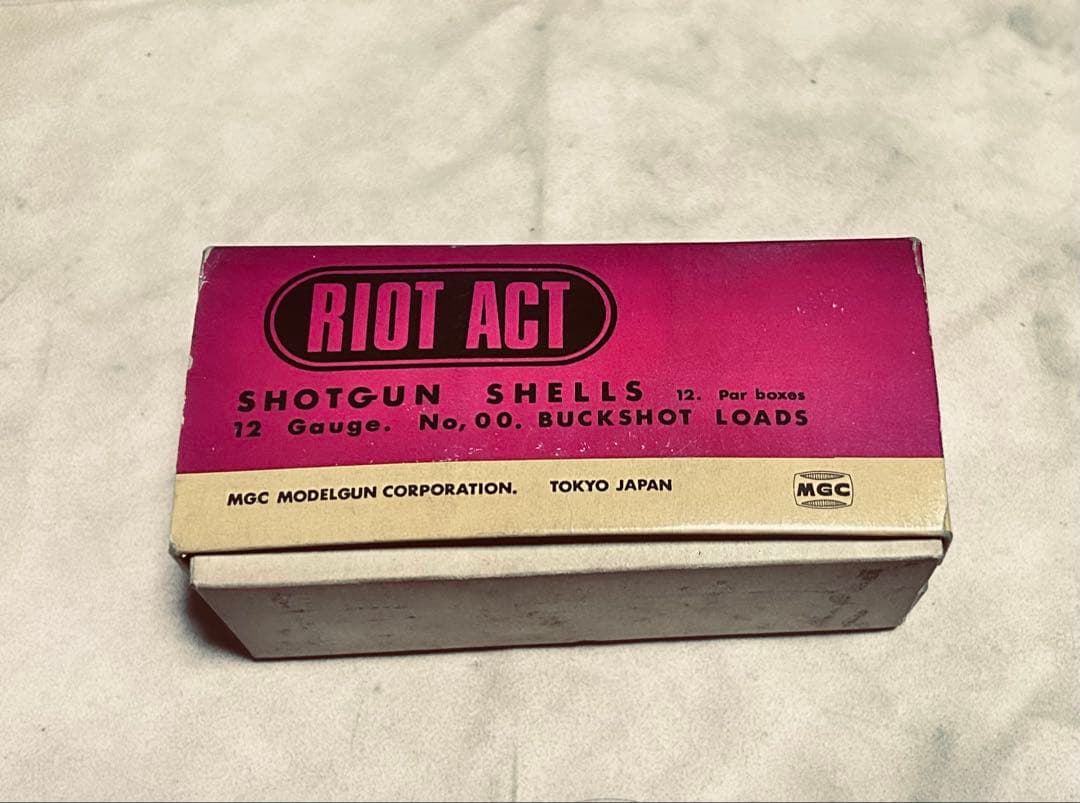 RIOT ACT
SHOTGUN SHELLS 12. Par boxes
12 Gauge. No, 00. BUCKSHOT LOADS
MGC MODELGUN CORPORATION. TOKYO JAPAN MGC